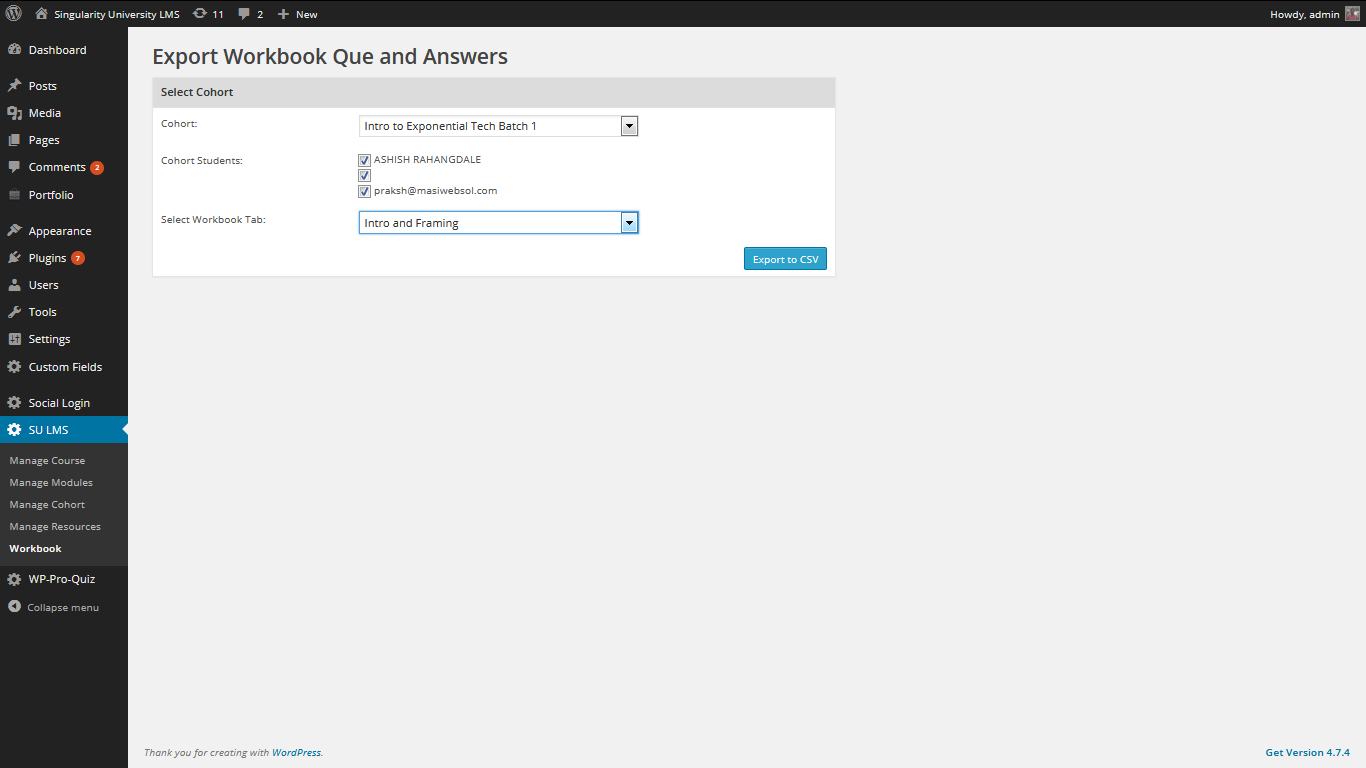 Singularity University LMS 11 2 New Howdy, admin
Dashboard
Posts
Media
Pages
Comments 2
Portfolio
Appearance
Plugins 7
Users
Tools
Settings
Custom Fields
Social Login
SU LMS
Manage Course
Manage Modules
Manage Cohort
Manage Resources
Workbook
WP-Pro-Quiz
Collapse menu
Export Workbook Que and Answers
Select Cohort
Cohort: Intro to Exponential Tech Batch 1
Cohort Students: ASHISH RAHANGDALE
praksh@masiwebsol.com
Select Workbook Tab: Intro and Framing
Export to CSV
Thank you for creating with WordPress. Get Version 4.7.4